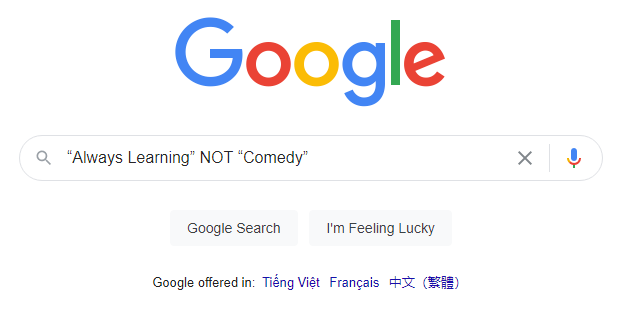 Google
“Always Learning” NOT “Comedy”
Google Search I'm Feeling Lucky
Google offered in: Tiếng Việt Français 中文（繁體）